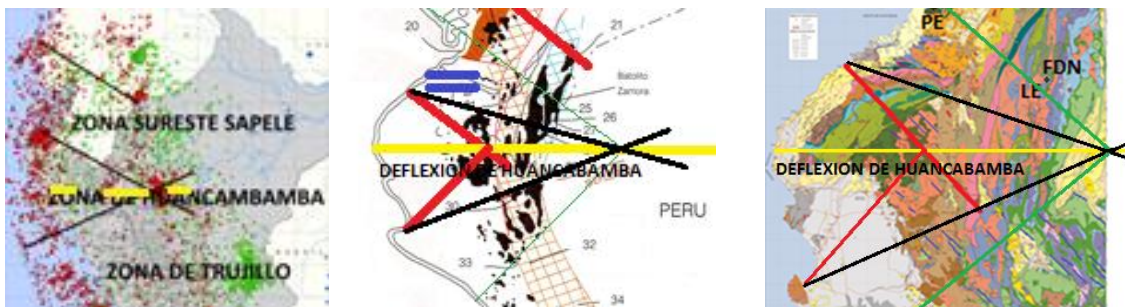 ZONA SURESTE SAPELE
ZONA DE HUANCAMBAMBA
ZONA DE TRUJILLO
20
21
Batolito
Zamora
25
26
27
DEFLEXION DE HUANCABAMBA
30
PERU
32
33
34
PE
FDN
LE
DEFLEXION DE HUANCABAMBA